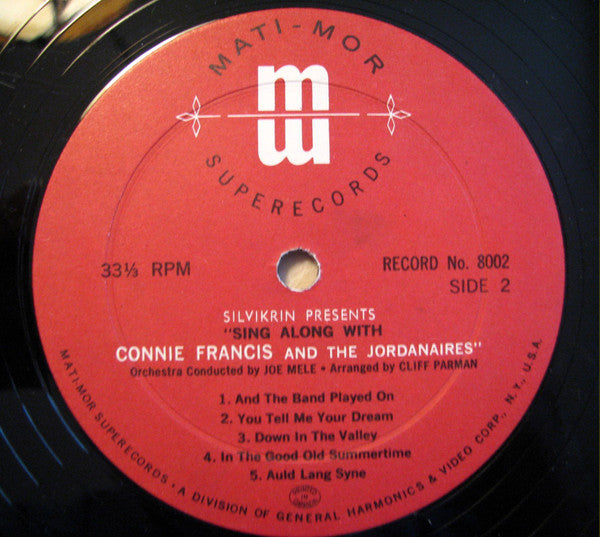 MATI-MOR
m
SUPERECORDS
33⅓ RPM
RECORD No. 8002
SIDE 2
SILVIKRIN PRESENTS
"SING ALONG WITH
CONNIE FRANCIS AND THE JORDANAIRES"
Orchestra Conducted by JOE MELE • Arranged by CLIFF PARMAN
1. And The Band Played On
2. You Tell Me Your Dream
3. Down In The Valley
4. In The Good Old Summertime
5. Auld Lang Syne
MATI-MOR SUPERECORDS • A DIVISION OF GENERAL HARMONICS & VIDEO CORP., N.Y., U.S.A.